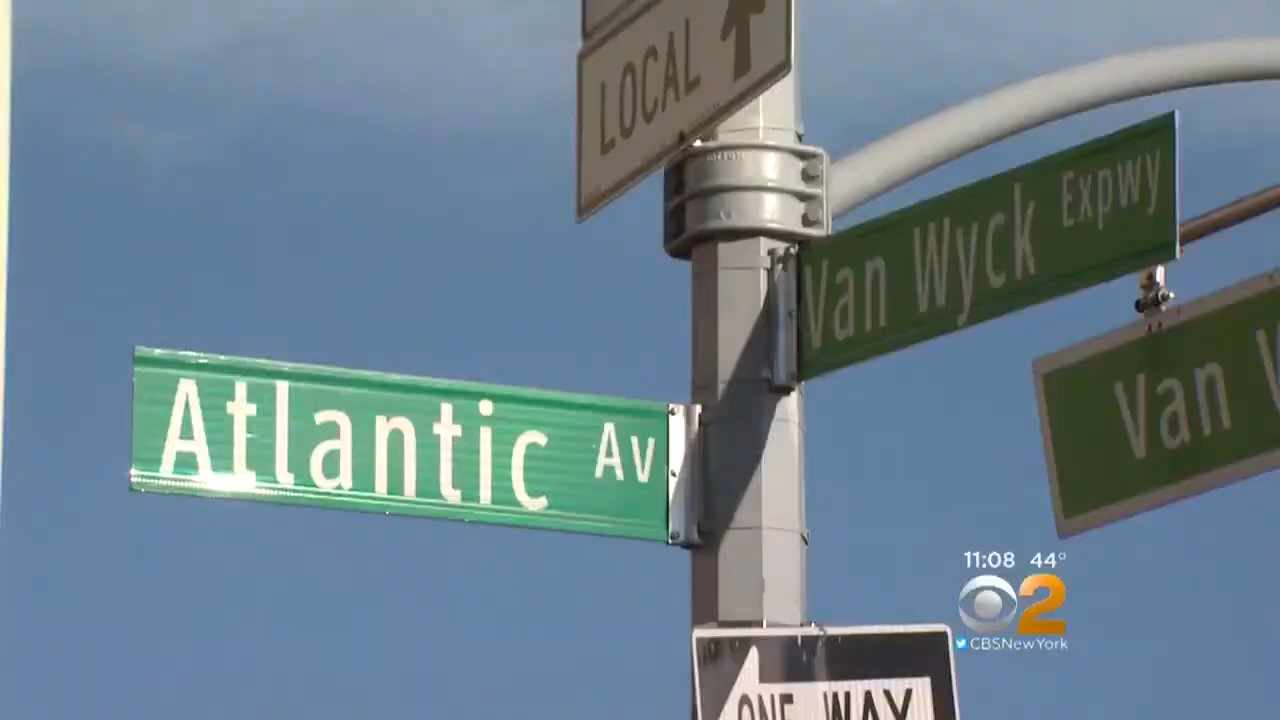 LOCAL
Van Wyck Expwy
Van
Atlantic Av
11:08 44°
2
CBSNewYork
ONE WAY